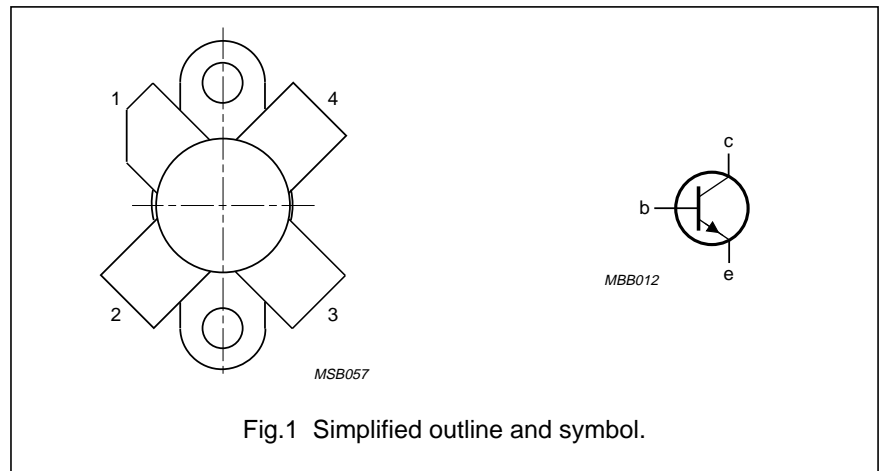 1
4
2
3
MSB057
c
b
e
MBB012
Fig.1 Simplified outline and symbol.